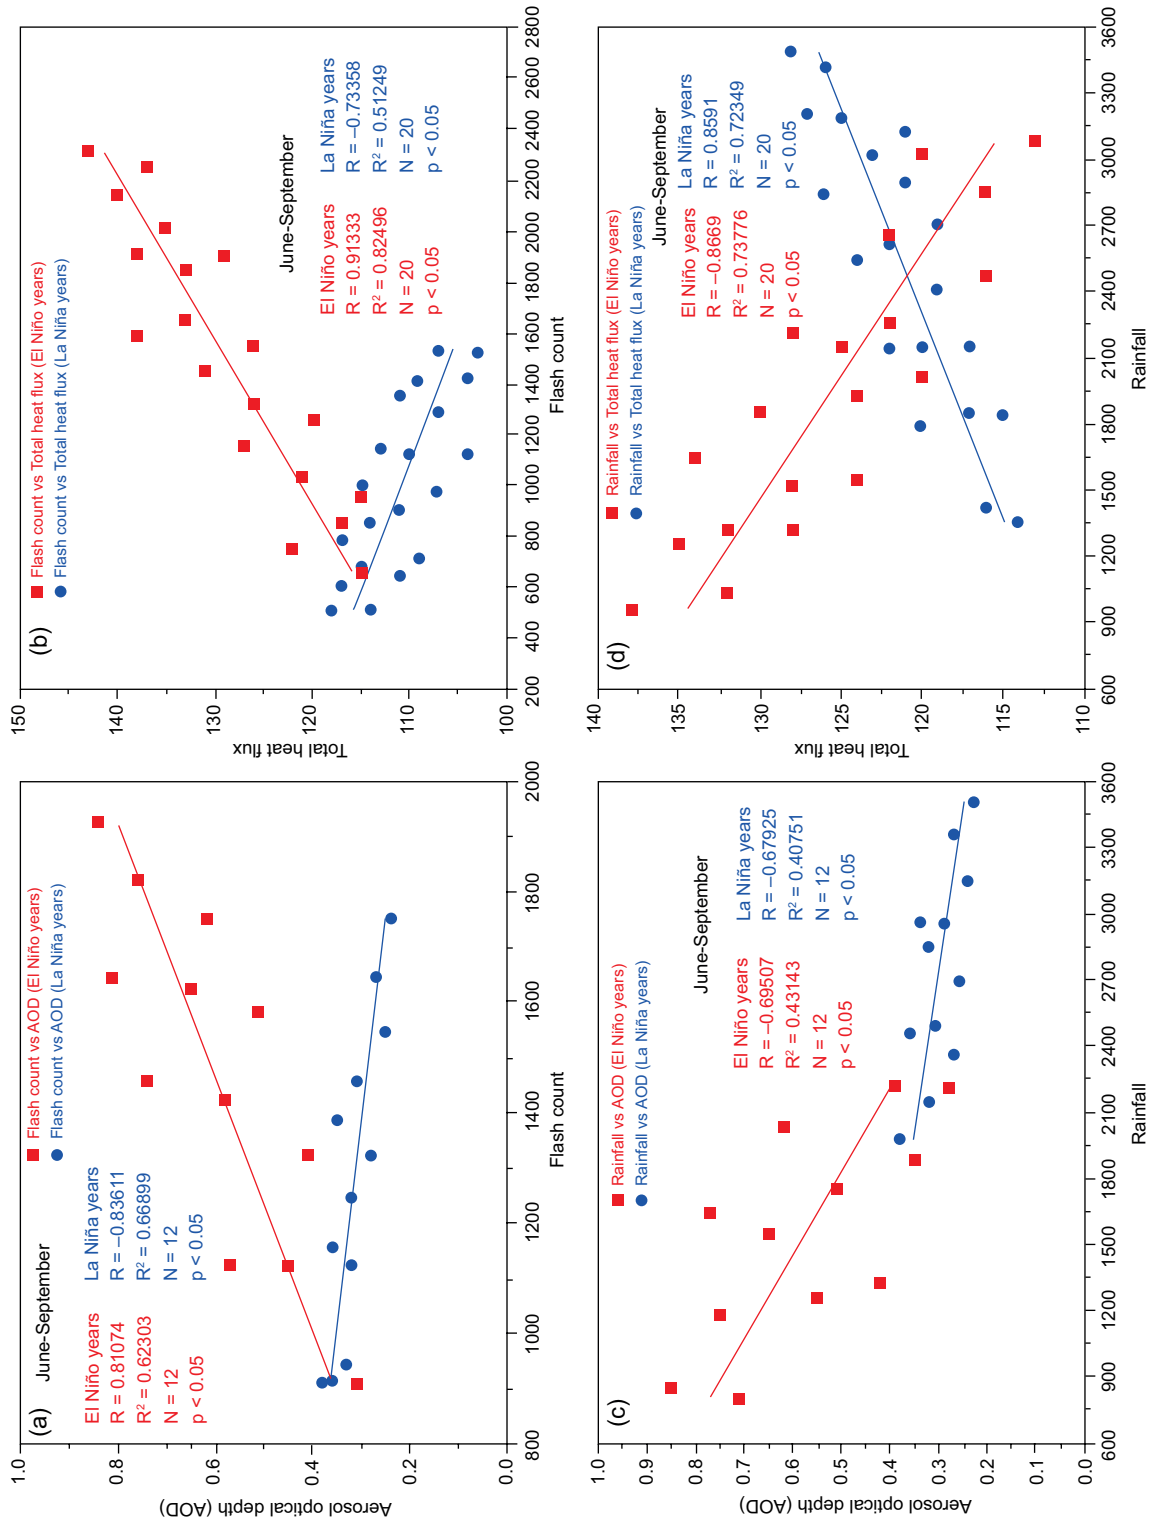 (a)
June-September
El Niño years
R = 0.81074
R² = 0.62303
N = 12
p < 0.05
La Niña years
R = –0.83611
R² = 0.66899
N = 12
p < 0.05
Flash count vs AOD (El Niño years)
Flash count vs AOD (La Niña years)
Aerosol optical depth (AOD)
1.0
0.8
0.6
0.4
0.2
0.0
800
1000
1200
1400
1600
1800
2000
Flash count
(b)
Flash count vs Total heat flux (El Niño years)
Flash count vs Total heat flux (La Niña years)
June-September
El Niño years
R = 0.91333
R² = 0.82496
N = 20
p < 0.05
La Niña years
R = –0.73358
R² = 0.51249
N = 20
p < 0.05
Total heat flux
150
140
130
120
110
100
200
400
600
800
1000
1200
1400
1600
1800
2000
2200
2400
2600
2800
Flash count
(c)
Rainfall vs AOD (El Niño years)
Rainfall vs AOD (La Niña years)
June-September
El Niño years
R = –0.69507
R² = 0.43143
N = 12
p < 0.05
La Niña years
R = –0.67925
R² = 0.40751
N = 12
p < 0.05
Aerosol optical depth (AOD)
1.0
0.9
0.8
0.7
0.6
0.5
0.4
0.3
0.2
0.1
0.0
600
900
1200
1500
1800
2100
2400
2700
3000
3300
3600
Rainfall
(d)
Rainfall vs Total heat flux (El Niño years)
Rainfall vs Total heat flux (La Niña years)
June-September
El Niño years
R = –0.8669
R² = 0.73776
N = 20
p < 0.05
La Niña years
R = 0.8591
R² = 0.72349
N = 20
p < 0.05
Total heat flux
140
135
130
125
120
115
110
600
900
1200
1500
1800
2100
2400
2700
3000
3300
3600
Rainfall